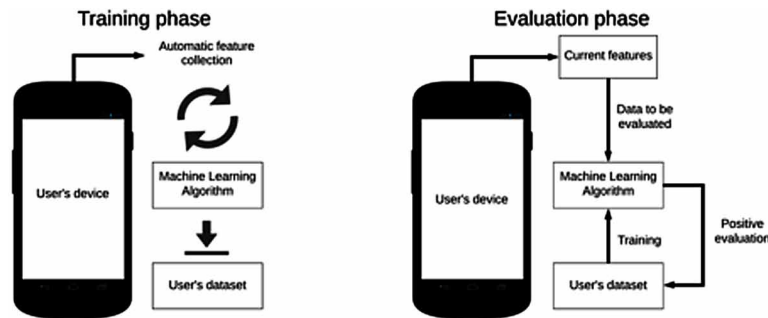 Training phase
Automatic feature
collection
User's device
Machine Learning
Algorithm
User's dataset
Evaluation phase
Current features
Data to be
evaluated
User's device
Machine Learning
Algorithm
Training
Positive
evaluation
User's dataset